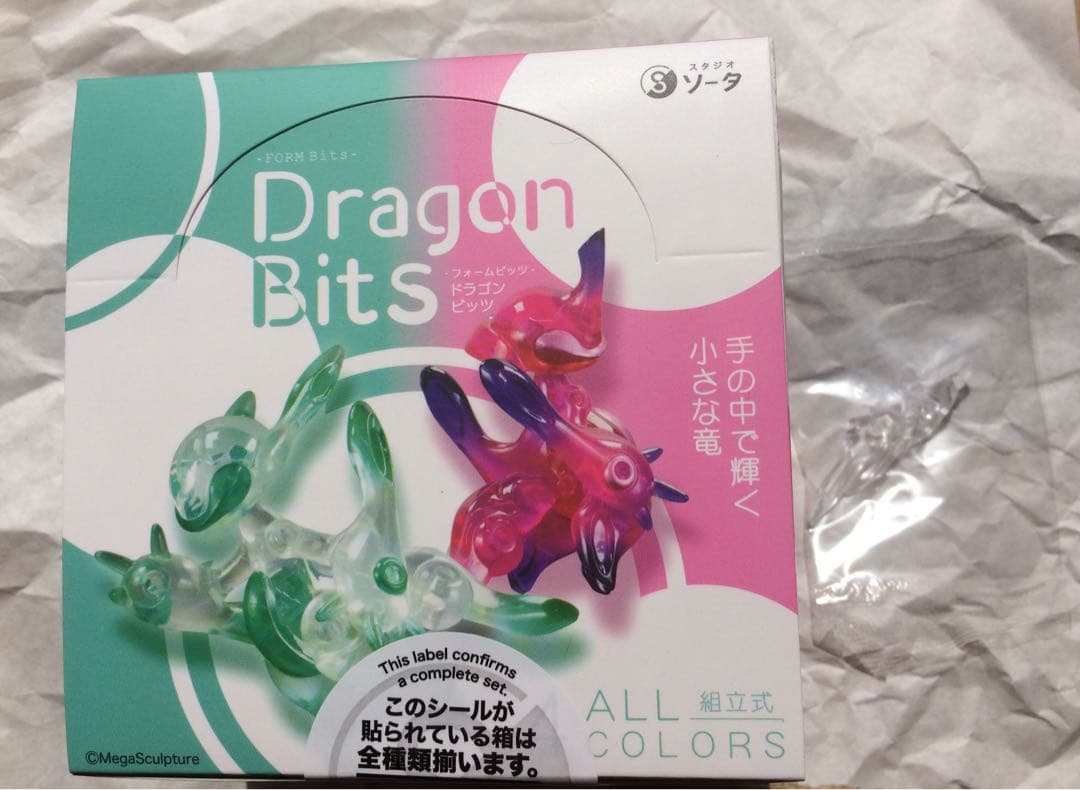 スタジオ
ソータ
-FORM Bits-
Dragon
Bits
-フォームビッツ-
ドラゴン
ビッツ
手の中で輝く
小さな竜
This label confirms
a complete set.
このシールが
貼られている箱は
全種類揃います。
ALL
COLORS
組立式
©MegaSculpture